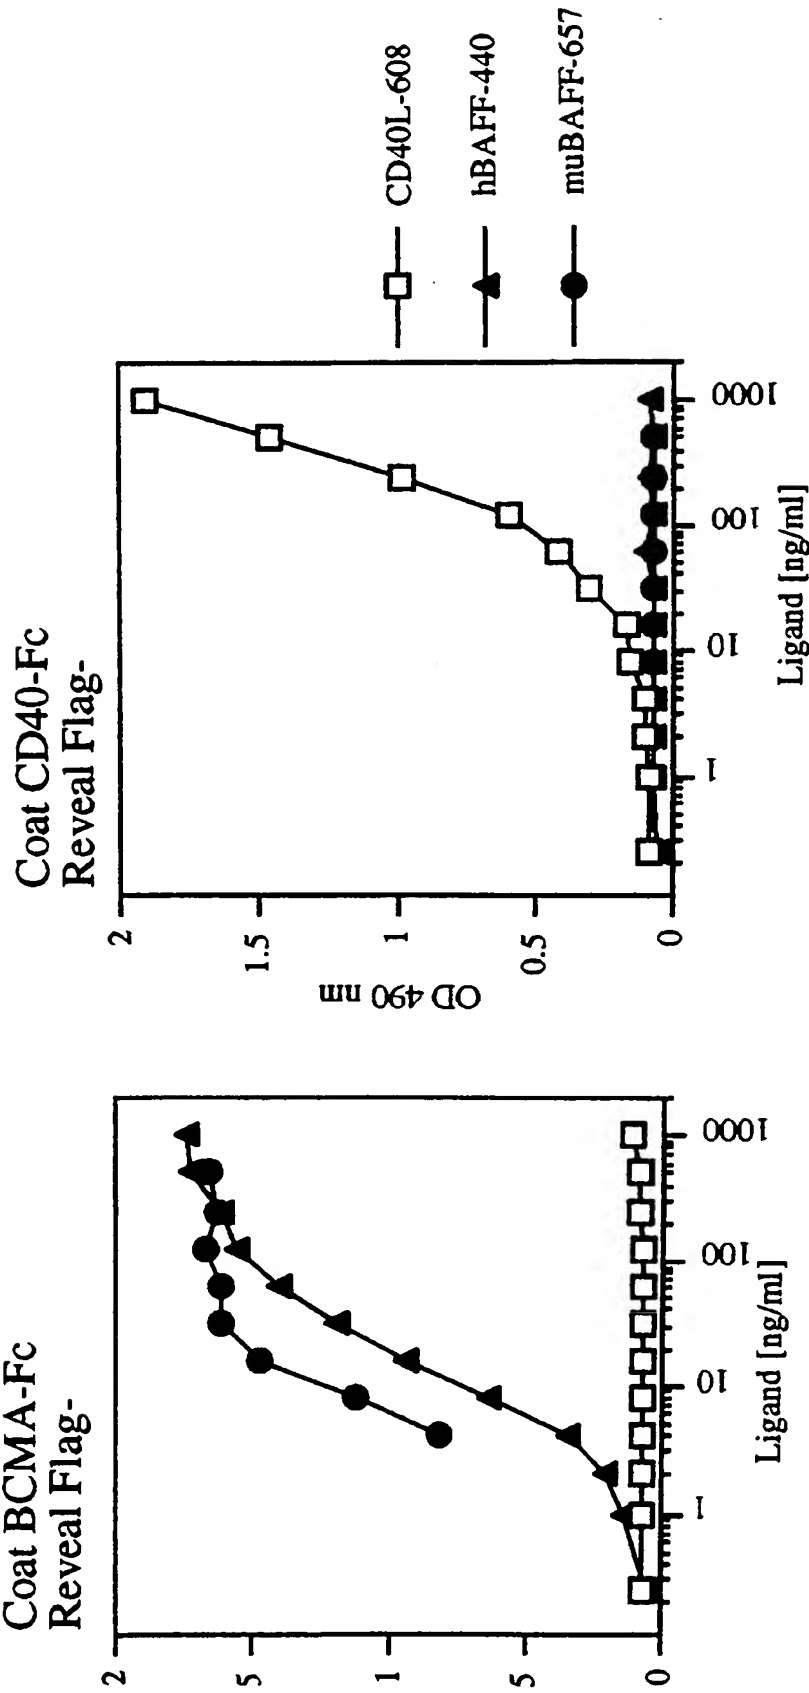 Coat BCMA-Fc
Reveal Flag-
2
5
1
5
0
1
10
100
1000
Ligand [ng/ml]
Coat CD40-Fc
Reveal Flag-
OD 490 nm
2
1.5
1
0.5
0
1
10
100
1000
Ligand [ng/ml]
CD40L-608
hBAFF-440
muBAFF-657